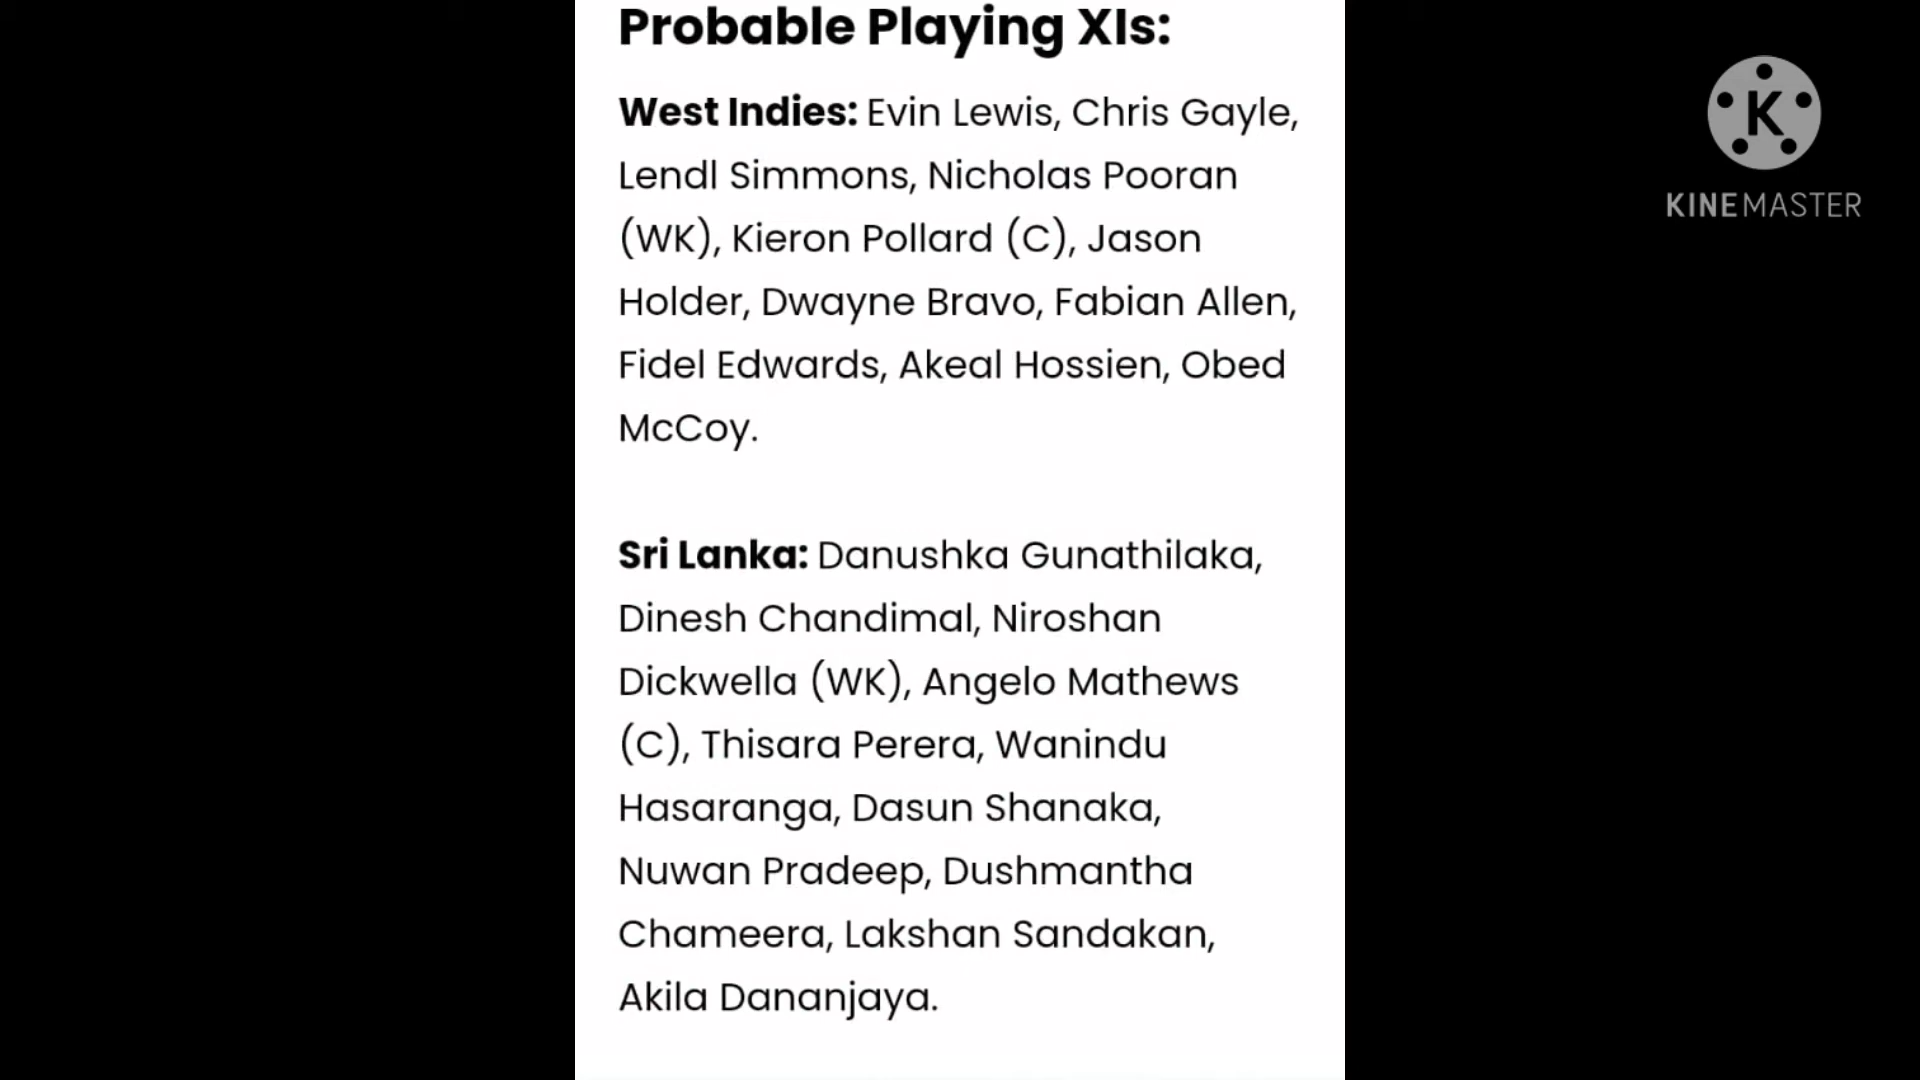 Probable Playing XIs:
West Indies: Evin Lewis, Chris Gayle,
Lendl Simmons, Nicholas Pooran
(WK), Kieron Pollard (C), Jason
Holder, Dwayne Bravo, Fabian Allen,
Fidel Edwards, Akeal Hossien, Obed
McCoy.
Sri Lanka: Danushka Gunathilaka,
Dinesh Chandimal, Niroshan
Dickwella (WK), Angelo Mathews
(C), Thisara Perera, Wanindu
Hasaranga, Dasun Shanaka,
Nuwan Pradeep, Dushmantha
Chameera, Lakshan Sandakan,
Akila Dananjaya.
K
KINEMASTER